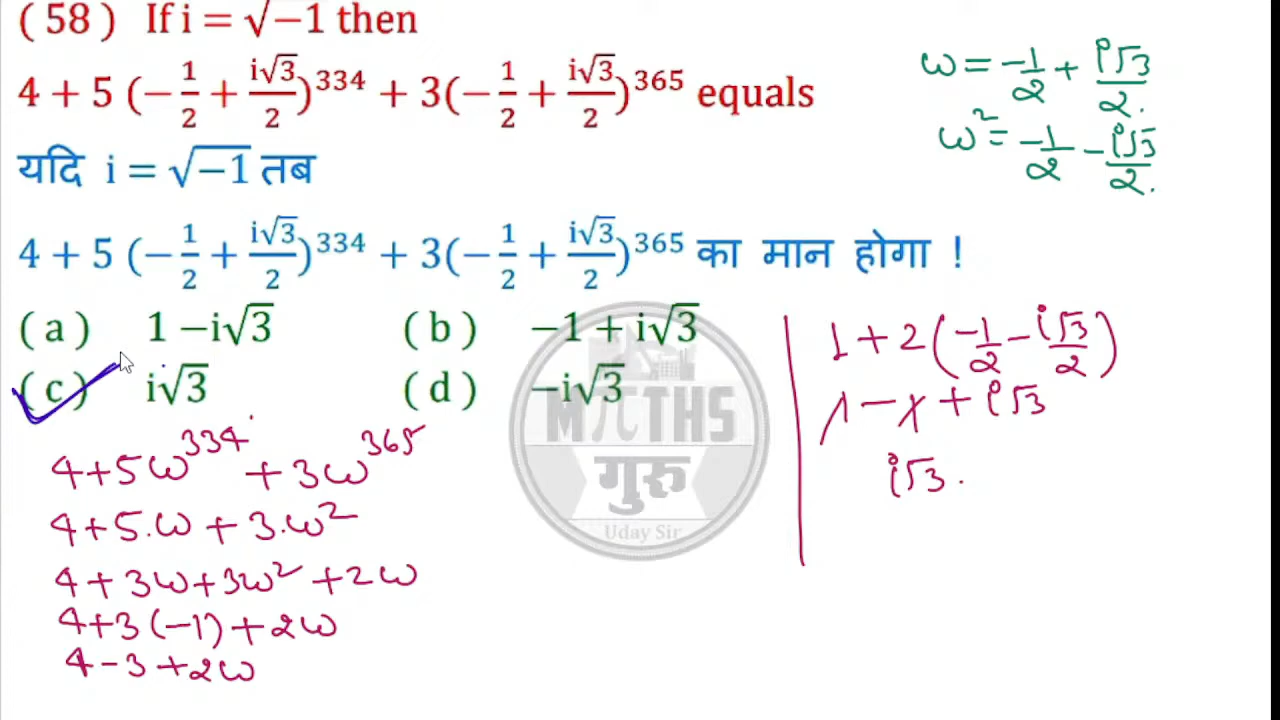 (58) If i = √−1 then
4 + 5 (−1/2 + i√3/2)^334 + 3(−1/2 + i√3/2)^365 equals
यदि i = √−1 तब
4 + 5 (−1/2 + i√3/2)^334 + 3(−1/2 + i√3/2)^365 का मान होगा !
(a) 1 −i√3 (b) −1 + i√3
(c) i√3 (d) −i√3
4+5ω^334 + 3ω^365
4+5.ω + 3.ω^2
4+3ω+3ω^2+2ω
4+3(-1)+2ω
4-3+2ω
ω = -1/2 + i√3/2.
ω^2 = -1/2 - i√3/2.
1+2(-1/2 - i√3/2)
1-1+i√3
i√3.
MATHS
गुरु
Uday Sir